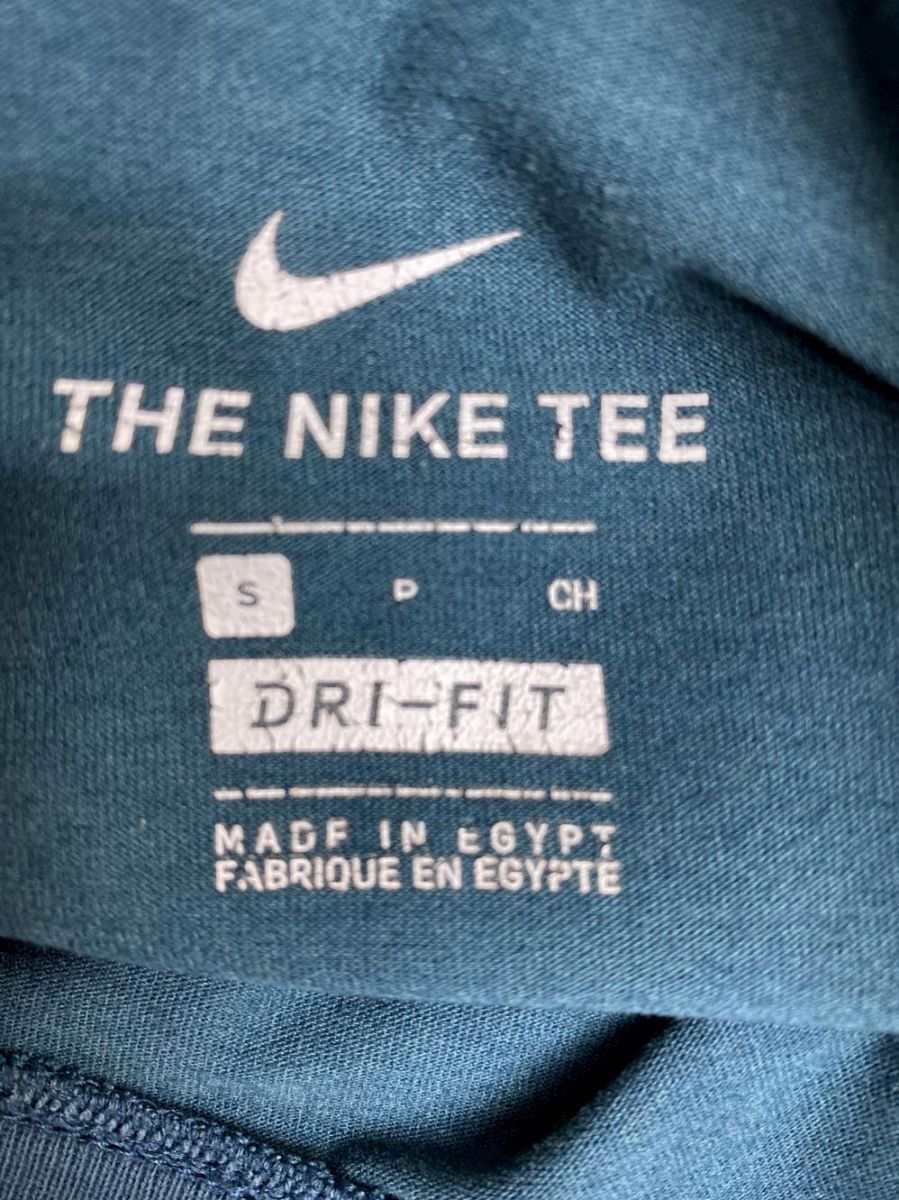 THE NIKE TEE
S P CH
DRI-FIT
MADE IN EGYPT
FABRIQUE EN EGYPTE